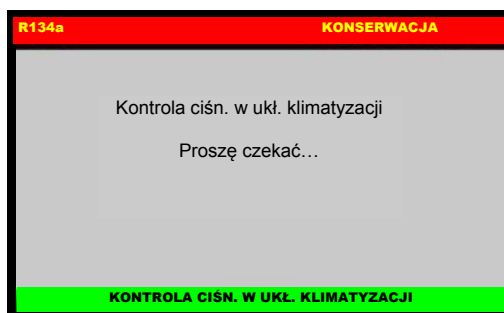 R134a KONSERWACJA
Kontrola ciśn. w ukł. klimatyzacji
Proszę czekać…
KONTROLA CIŚN. W UKŁ. KLIMATYZACJI